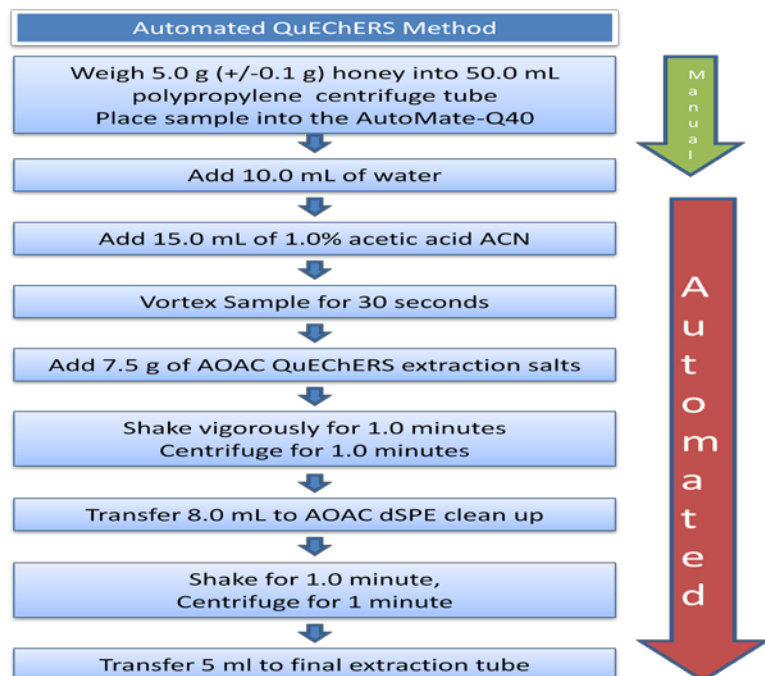 Automated QuEChERS Method
Weigh 5.0 g (+/-0.1 g) honey into 50.0 mL
polypropylene centrifuge tube
Place sample into the AutoMate-Q40
Add 10.0 mL of water
Add 15.0 mL of 1.0% acetic acid ACN
Vortex Sample for 30 seconds
Add 7.5 g of AOAC QuEChERS extraction salts
Shake vigorously for 1.0 minutes
Centrifuge for 1.0 minutes
Transfer 8.0 mL to AOAC dSPE clean up
Shake for 1.0 minute,
Centrifuge for 1 minute
Transfer 5 ml to final extraction tube
Manual
Automated